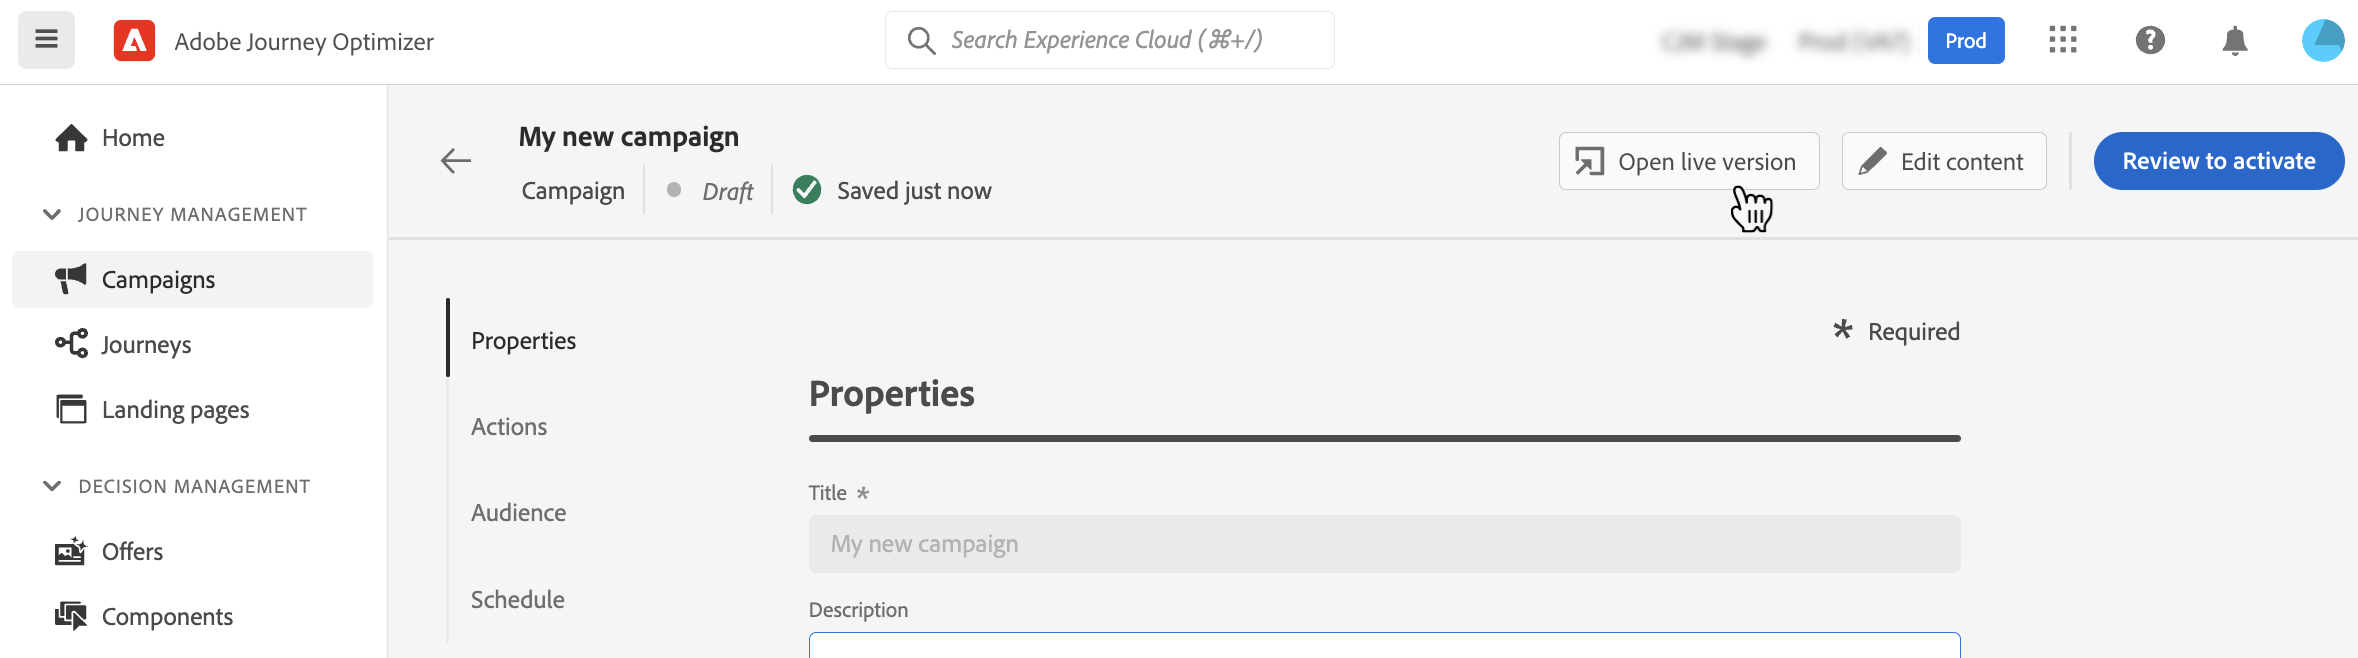 Adobe Journey Optimizer
Search Experience Cloud (⌘+/)
Prod
Home
JOURNEY MANAGEMENT
Campaigns
Journeys
Landing pages
DECISION MANAGEMENT
Offers
Components
My new campaign
Campaign
Draft
Saved just now
Open live version
Edit content
Review to activate
Properties
Actions
Audience
Schedule
* Required
Properties
Title *
My new campaign
Description